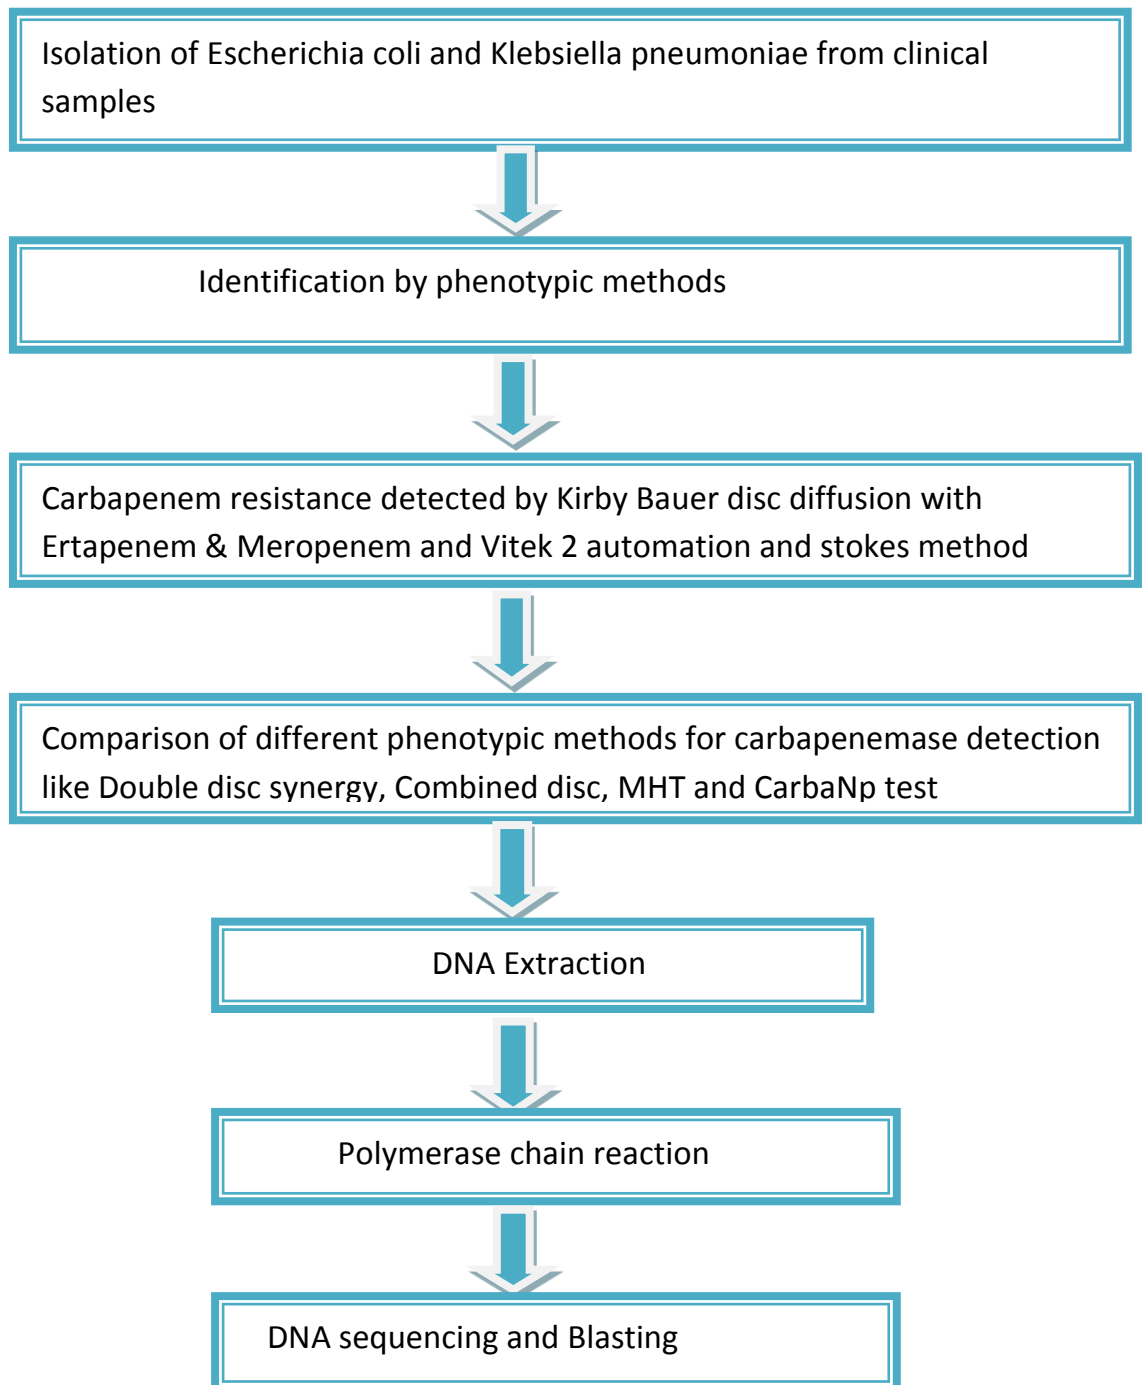 Isolation of Escherichia coli and Klebsiella pneumoniae from clinical
samples
Identification by phenotypic methods
Carbapenem resistance detected by Kirby Bauer disc diffusion with
Ertapenem & Meropenem and Vitek 2 automation and stokes method
Comparison of different phenotypic methods for carbapenemase detection
like Double disc synergy, Combined disc, MHT and CarbaNp test
DNA Extraction
Polymerase chain reaction
DNA sequencing and Blasting